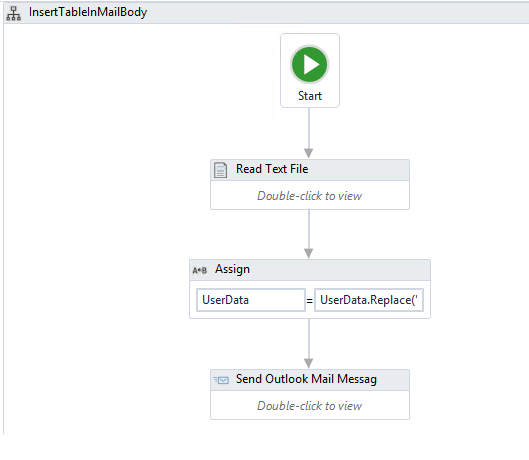 InsertTableInMailBody
Start
Read Text File
Double-click to view
A+B Assign
UserData = UserData.Replace('
Send Outlook Mail Messag
Double-click to view